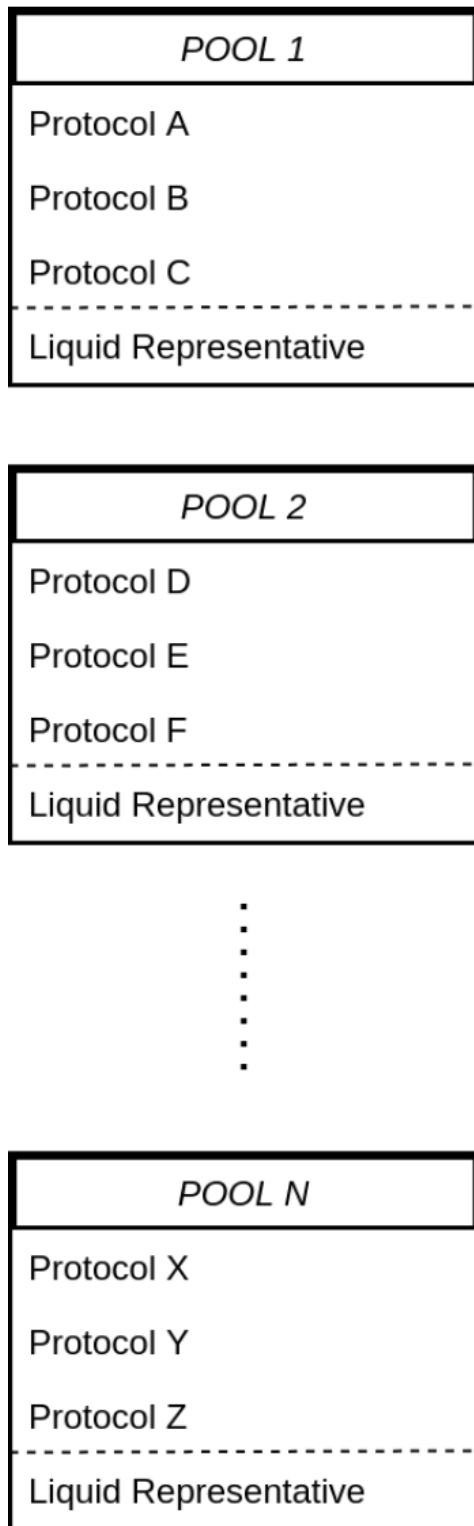 POOL 1
Protocol A
Protocol B
Protocol C
Liquid Representative
POOL 2
Protocol D
Protocol E
Protocol F
Liquid Representative
POOL N
Protocol X
Protocol Y
Protocol Z
Liquid Representative